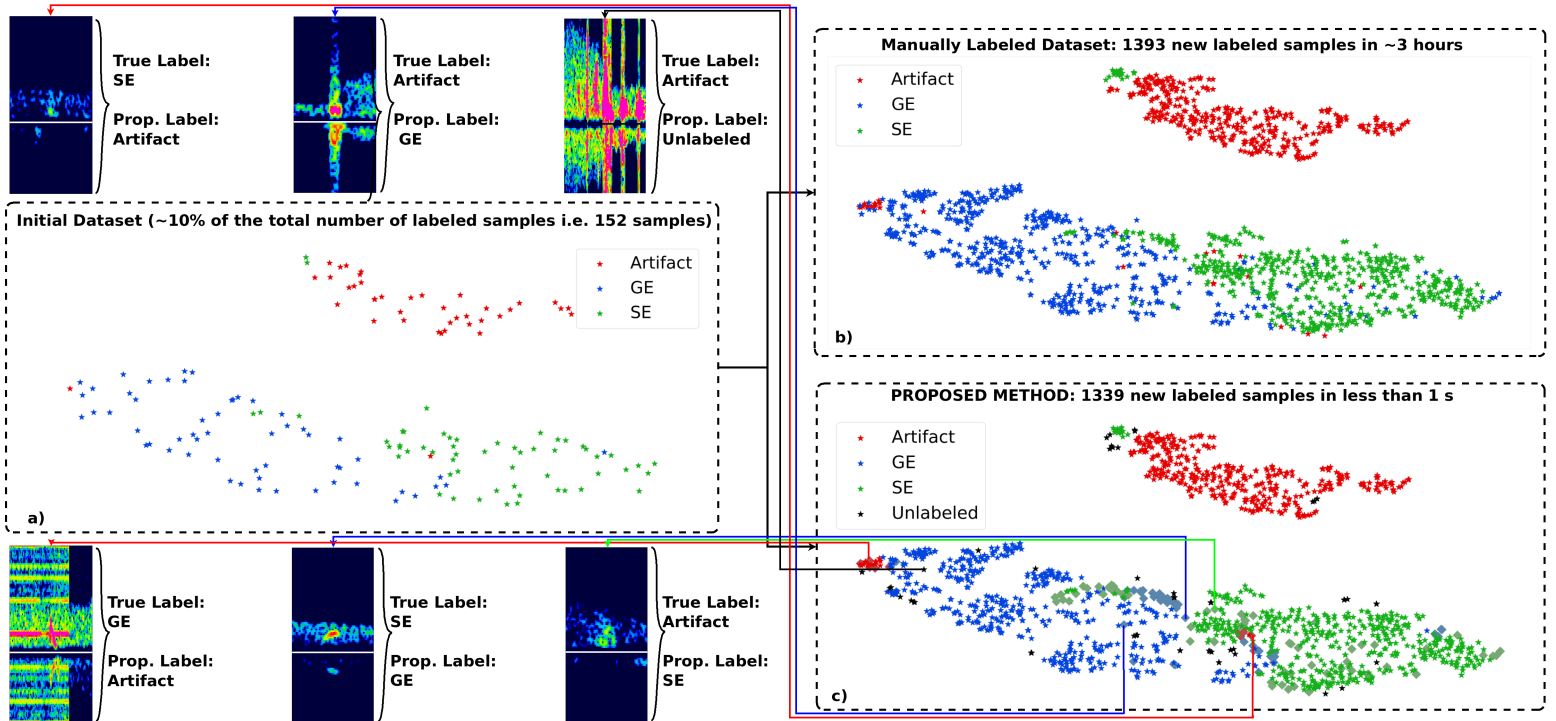 True Label:
SE
Prop. Label:
Artifact
True Label:
Artifact
Prop. Label:
GE
True Label:
Artifact
Prop. Label:
Unlabeled
Initial Dataset (~10% of the total number of labeled samples i.e. 152 samples)
Artifact
GE
SE
a)
Manually Labeled Dataset: 1393 new labeled samples in ~3 hours
Artifact
GE
SE
b)
PROPOSED METHOD: 1339 new labeled samples in less than 1 s
Artifact
GE
SE
Unlabeled
c)
True Label:
GE
Prop. Label:
Artifact
True Label:
SE
Prop. Label:
GE
True Label:
Artifact
Prop. Label:
SE